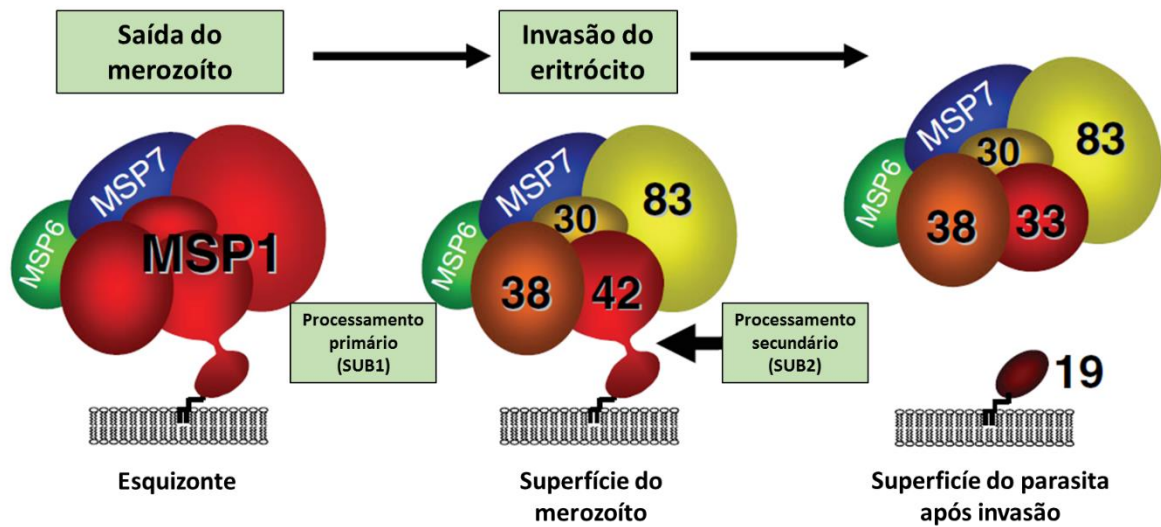 Saída do
merozoíto
Invasão do
eritrócito
MSP6
MSP7
MSP1
MSP6
MSP7
30
83
38
42
MSP6
MSP7
30
83
38
33
Processamento
primário
(SUB1)
Processamento
secundário
(SUB2)
19
Esquizonte
Superfície do
merozoíto
Superficíe do parasita
após invasão